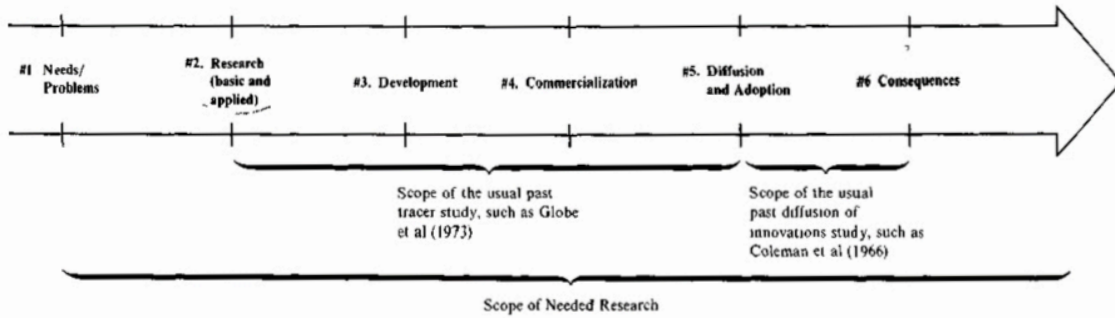 #1 Needs/
Problems
#2. Research
(basic and
applied)
#3. Development
#4. Commercialization
#5. Diffusion
and Adoption
#6 Consequences
Scope of the usual past
tracer study, such as Globe
et al (1973)
Scope of the usual
past diffusion of
innovations study, such as
Coleman et al (1966)
Scope of Needed Research